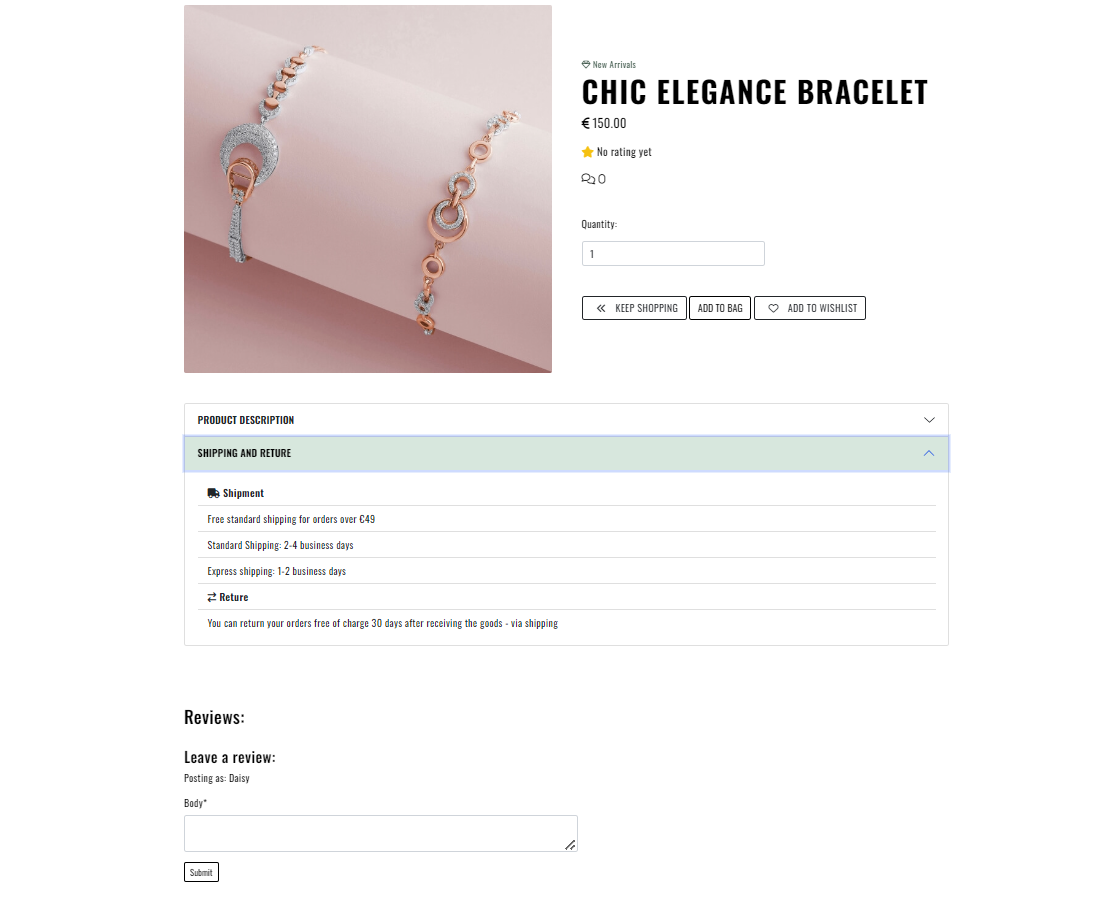 New Arrivals
CHIC ELEGANCE BRACELET
€ 150.00
No rating yet
0
Quantity:
1
KEEP SHOPPING
ADD TO BAG
ADD TO WISHLIST
PRODUCT DESCRIPTION
SHIPPING AND RETURE
Shipment
Free standard shipping for orders over €49
Standard Shipping: 2-4 business days
Express shipping: 1-2 business days
Reture
You can return your orders free of charge 30 days after receiving the goods - via shipping
Reviews:
Leave a review:
Posting as: Daisy
Body*
Submit